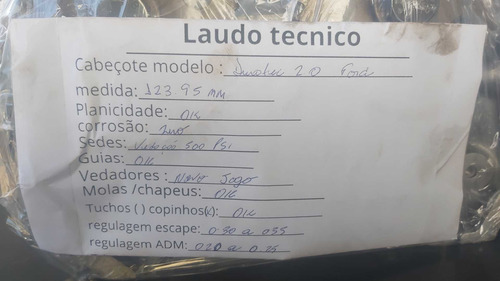 Laudo tecnico
Cabeçote modelo : Duratec 2.0 Ford
medida: 123.95 mm
Planicidade: OK
corrosão: zero
Sedes: Vedação 500 PSi
Guias: OK
Vedadores : Novo Jogo
Molas /chapeus: OK
Tuchos ( ) copinhos(x): OK
regulagem escape: 0.30 a 0.35
regulagem ADM: 0.20 a 0.25